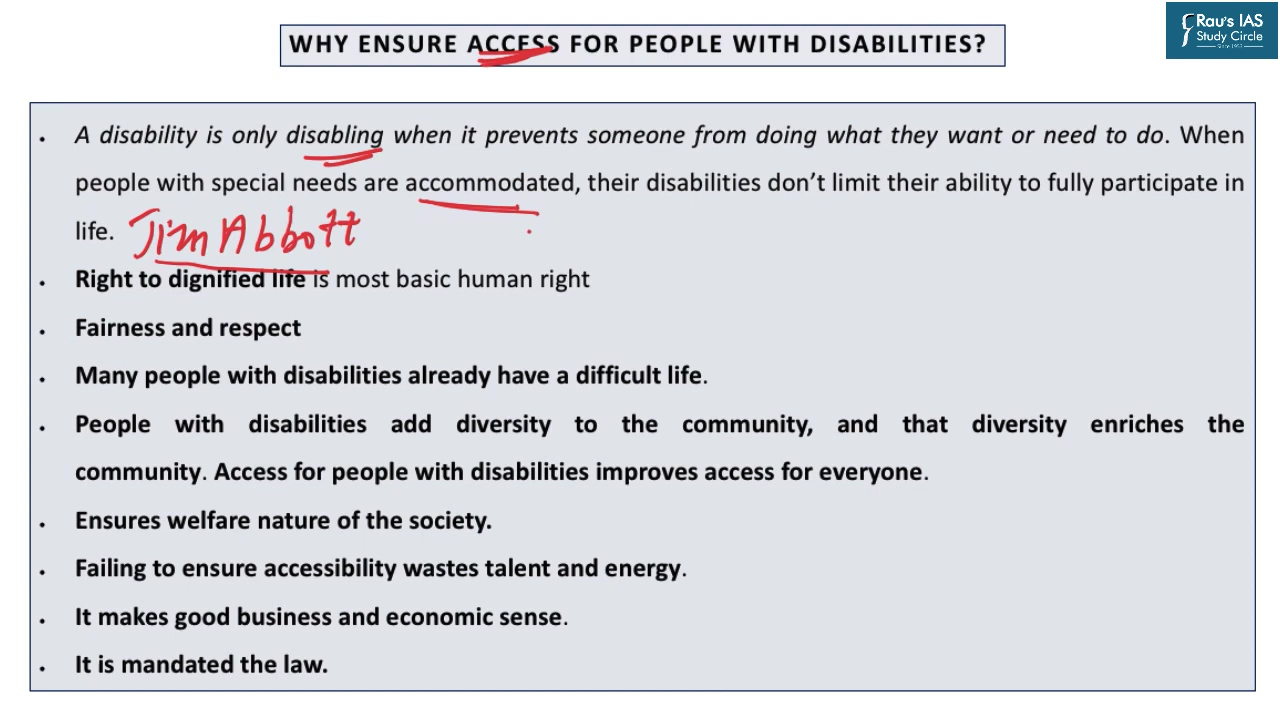 WHY ENSURE ACCESS FOR PEOPLE WITH DISABILITIES?
Rau's IAS
Study Circle
Since 1953
• A disability is only disabling when it prevents someone from doing what they want or need to do. When
people with special needs are accommodated, their disabilities don't limit their ability to fully participate in
life. Jim Abbott
• Right to dignified life is most basic human right
• Fairness and respect
• Many people with disabilities already have a difficult life.
• People with disabilities add diversity to the community, and that diversity enriches the
community. Access for people with disabilities improves access for everyone.
• Ensures welfare nature of the society.
• Failing to ensure accessibility wastes talent and energy.
• It makes good business and economic sense.
• It is mandated the law.